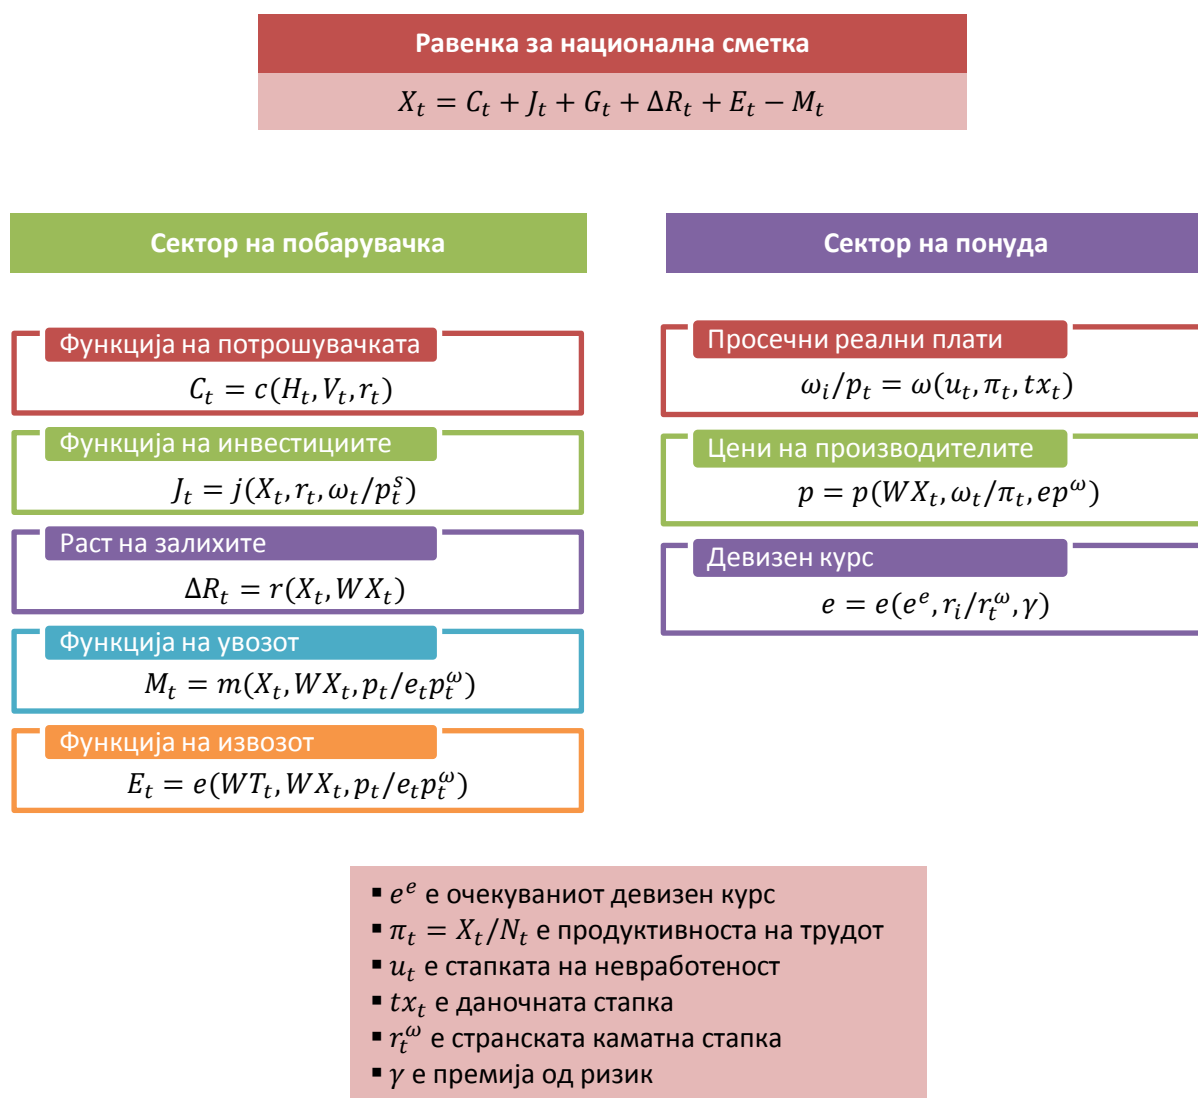 Равенка за национална сметка
X_t = C_t + J_t + G_t + ΔR_t + E_t − M_t
Сектор на побарувачка
Функција на потрошувачката
C_t = c(H_t, V_t, r_t)
Функција на инвестициите
J_t = j(X_t, r_t, ω_t/p_t^s)
Раст на залихите
ΔR_t = r(X_t, WX_t)
Функција на увозот
M_t = m(X_t, WX_t, p_t/e_t p_t^ω)
Функција на извозот
E_t = e(WT_t, WX_t, p_t/e_t p_t^ω)
Сектор на понуда
Просечни реални плати
ω_i/p_t = ω(u_t, π_t, tx_t)
Цени на производителите
p = p(WX_t, ω_t/π_t, ep^ω)
Девизен курс
e = e(e^e, r_i/r_t^ω, γ)
▪ e^e е очекуваниот девизен курс
▪ π_t = X_t/N_t е продуктивноста на трудот
▪ u_t е стапката на невработеност
▪ tx_t е даночната стапка
▪ r_t^ω е странската каматна стапка
▪ γ е премија од ризик